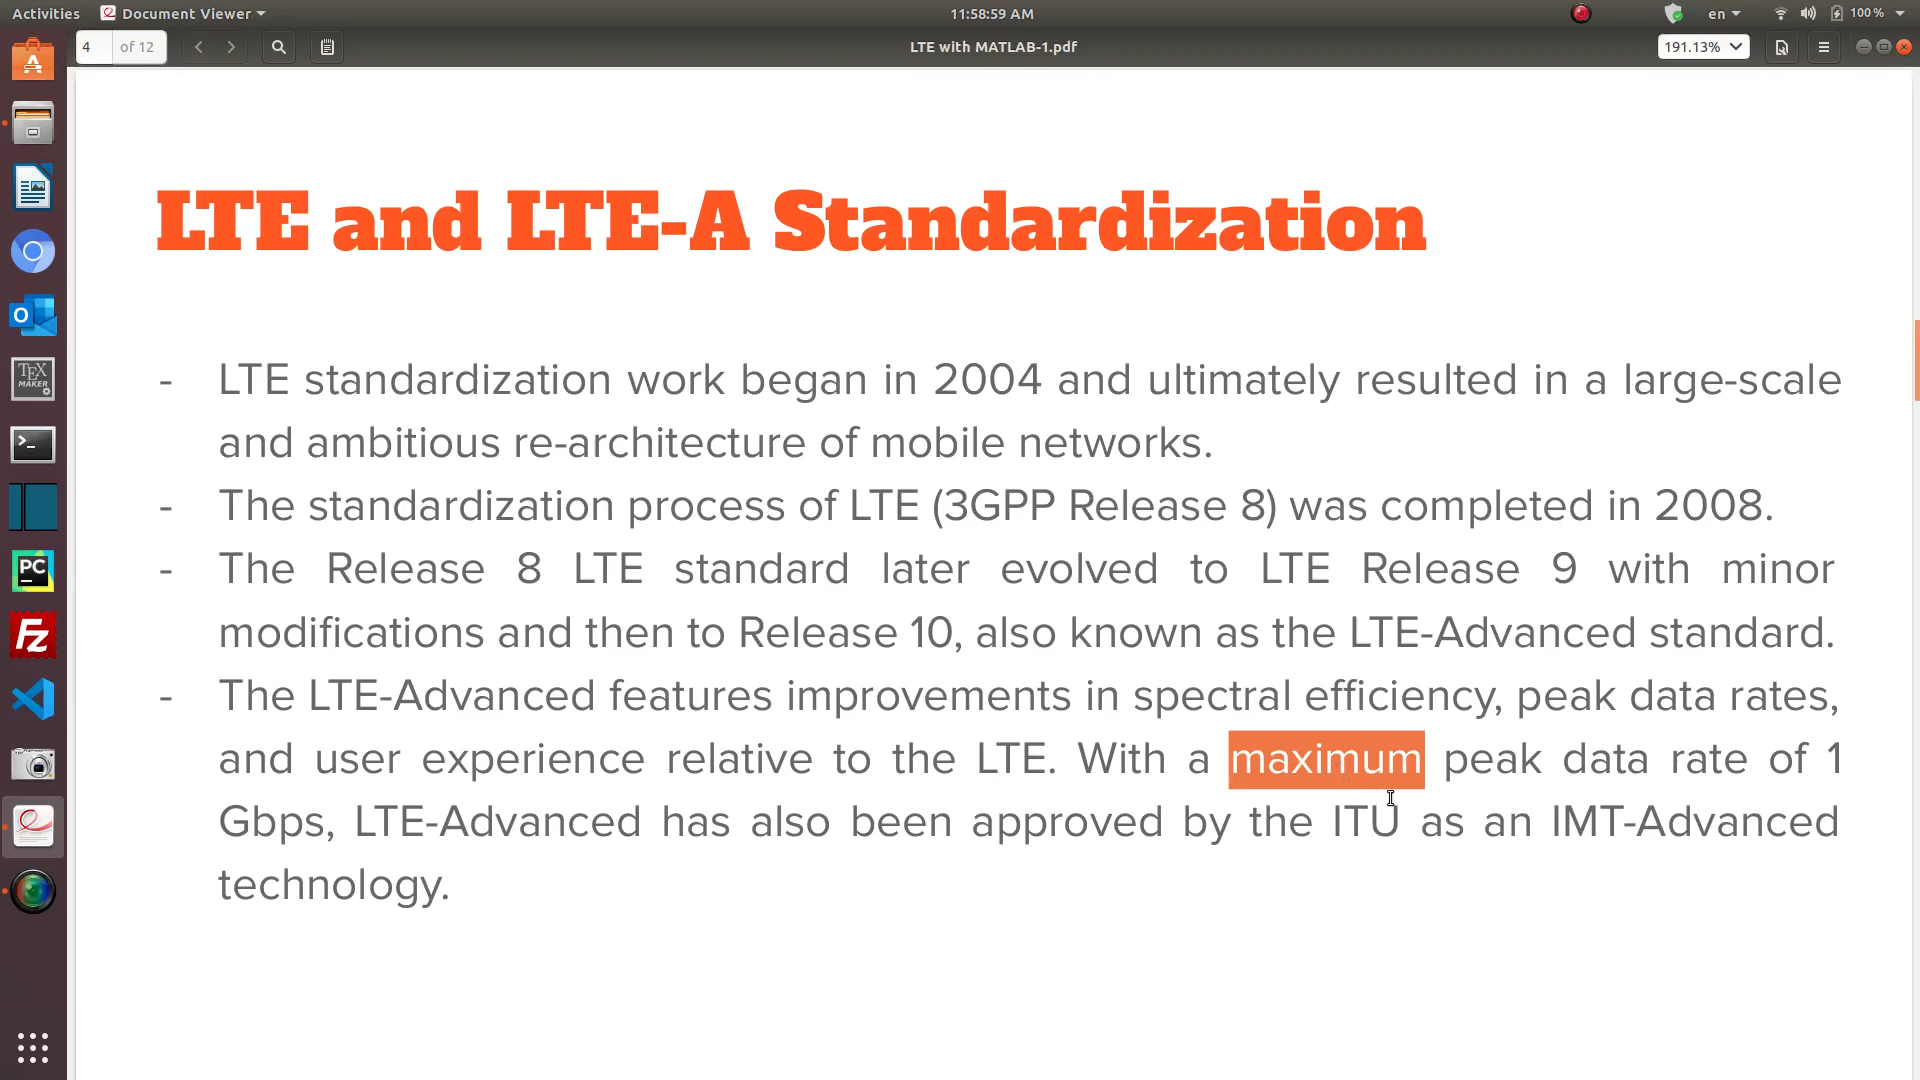 Activities Document Viewer 11:58:59 AM en 100 %
4 of 12 LTE with MATLAB-1.pdf 191.13%
LTE and LTE-A Standardization
- LTE standardization work began in 2004 and ultimately resulted in a large-scale
and ambitious re-architecture of mobile networks.
- The standardization process of LTE (3GPP Release 8) was completed in 2008.
- The Release 8 LTE standard later evolved to LTE Release 9 with minor
modifications and then to Release 10, also known as the LTE-Advanced standard.
- The LTE-Advanced features improvements in spectral efficiency, peak data rates,
and user experience relative to the LTE. With a maximum peak data rate of 1
Gbps, LTE-Advanced has also been approved by the ITU as an IMT-Advanced
technology.
A
O
TEX
MAKER
>_
PC
Fz